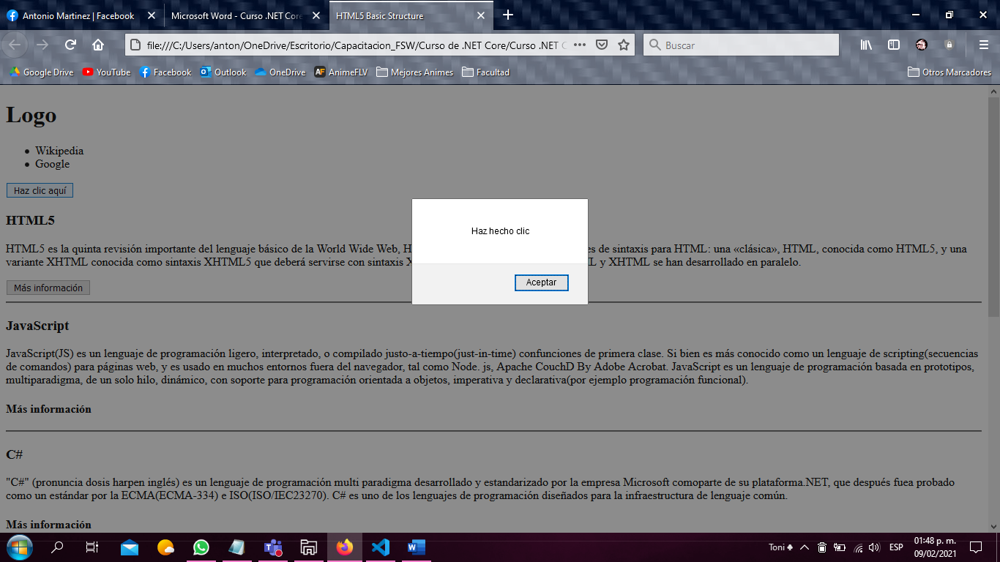 Antonio Martinez | Facebook
Microsoft Word - Curso .NET Core
HTML5 Basic Structure
file:///C:/Users/anton/OneDrive/Escritorio/Capacitacion_FSW/Curso de .NET Core/Curso .NET C
Buscar
Google Drive
YouTube
Facebook
Outlook
OneDrive
AF AnimeFLV
Mejores Animes
Facultad
Otros Marcadores
Logo
Wikipedia
Google
Haz clic aquí
HTML5
HTML5 es la quinta revisión importante del lenguaje básico de la World Wide Web, H es de sintaxis para HTML: una «clásica», HTML, conocida como HTML5, y una
variante XHTML conocida como sintaxis XHTML5 que deberá servirse con sintaxis X L y XHTML se han desarrollado en paralelo.
Haz hecho clic
Aceptar
Más información
JavaScript
JavaScript(JS) es un lenguaje de programación ligero, interpretado, o compilado justo-a-tiempo(just-in-time) confunciones de primera clase. Si bien es más conocido como un lenguaje de scripting(secuencias
de comandos) para páginas web, y es usado en muchos entornos fuera del navegador, tal como Node. js, Apache CouchD By Adobe Acrobat. JavaScript es un lenguaje de programación basada en prototipos,
multiparadigma, de un solo hilo, dinámico, con soporte para programación orientada a objetos, imperativa y declarativa(por ejemplo programación funcional).
Más información
C#
"C#" (pronuncia dosis harpen inglés) es un lenguaje de programación multi paradigma desarrollado y estandarizado por la empresa Microsoft comoparte de su plataforma.NET, que después fuea probado
como un estándar por la ECMA(ECMA-334) e ISO(ISO/IEC23270). C# es uno de los lenguajes de programación diseñados para la infraestructura de lenguaje común.
Más información
Toni ♣
ESP
01:48 p. m.
09/02/2021